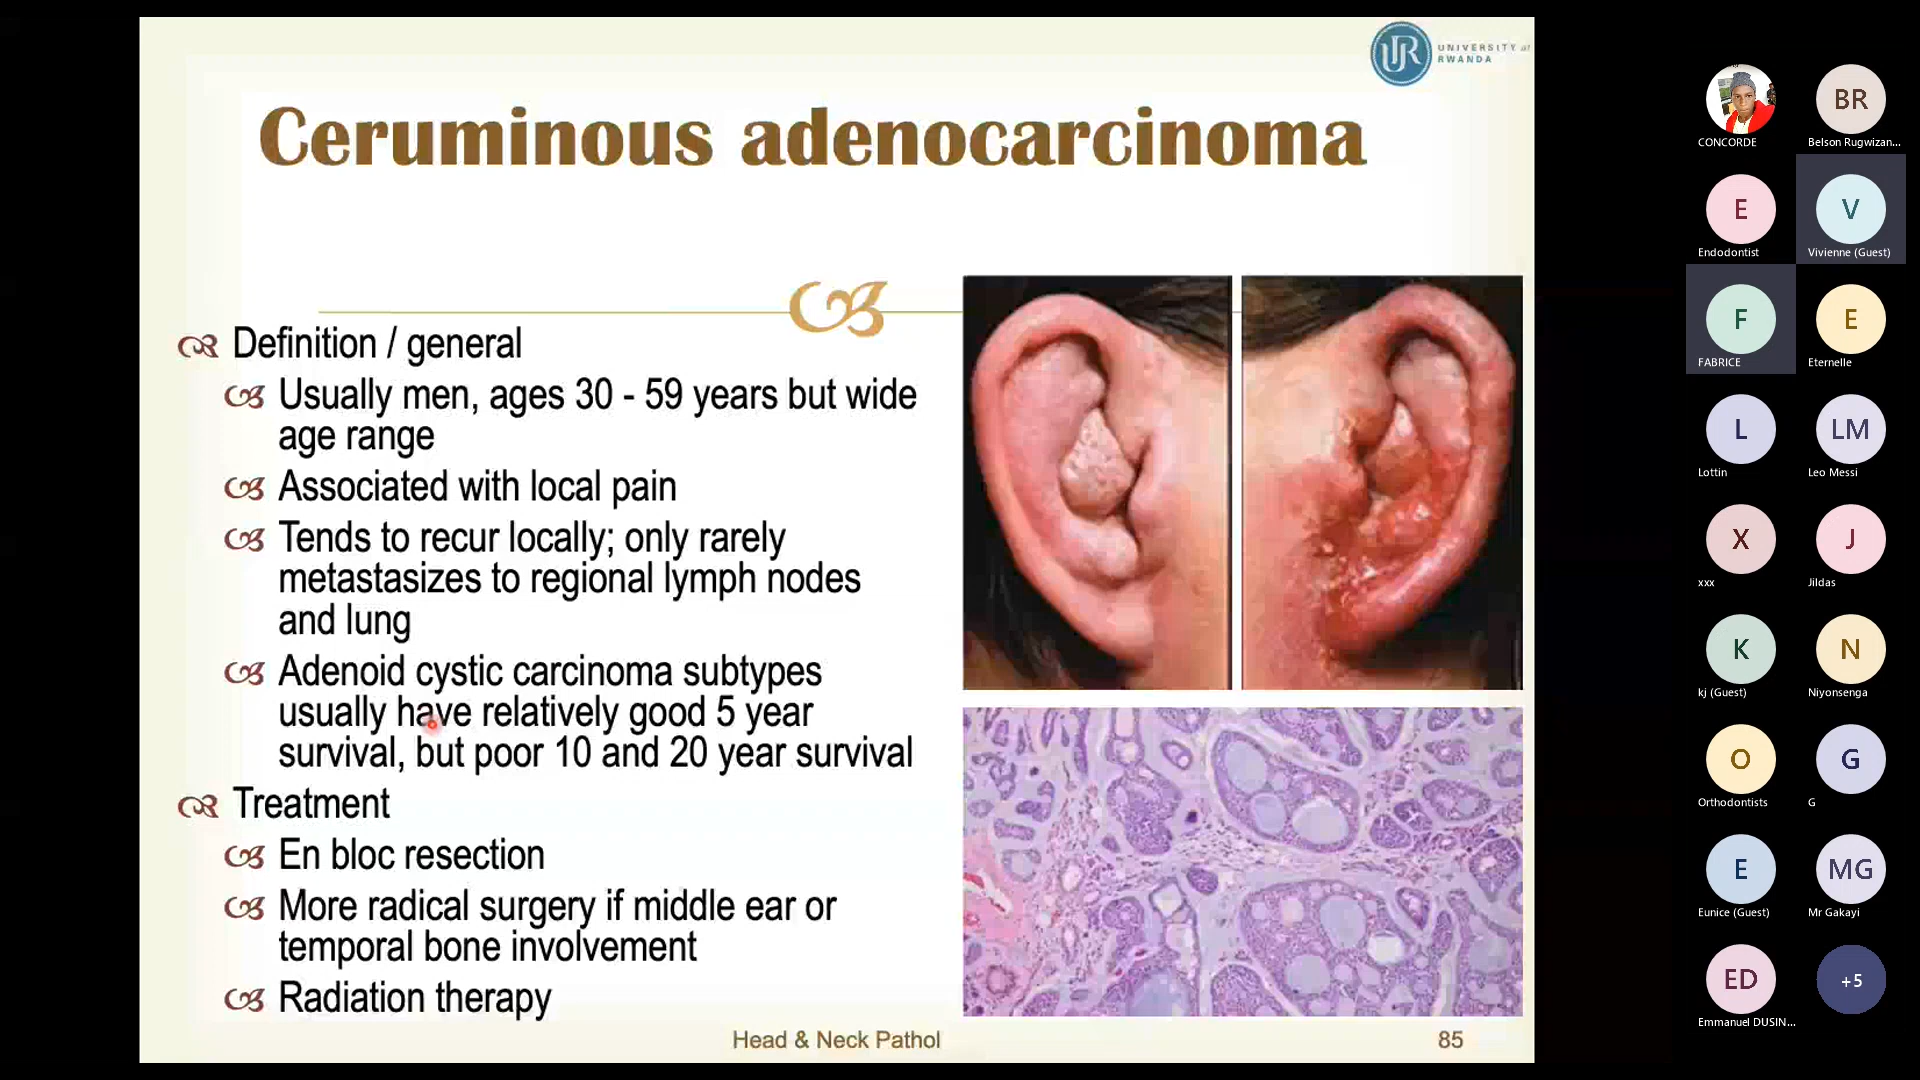 UNIVERSITY of
RWANDA
Ceruminous adenocarcinoma
Definition / general
Usually men, ages 30 - 59 years but wide
age range
Associated with local pain
Tends to recur locally; only rarely
metastasizes to regional lymph nodes
and lung
Adenoid cystic carcinoma subtypes
usually have relatively good 5 year
survival, but poor 10 and 20 year survival
Treatment
En bloc resection
More radical surgery if middle ear or
temporal bone involvement
Radiation therapy
Head & Neck Pathol
85
CONCORDE
BR
Belson Rugwizan...
E
Endodontist
V
Vivienne (Guest)
F
FABRICE
E
Eternelle
L
Lottin
LM
Leo Messi
X
xxx
J
Jildas
K
kj (Guest)
N
Niyonsenga
O
Orthodontists
G
G
E
Eunice (Guest)
MG
Mr Gakayi
ED
Emmanuel DUSIN...
+5